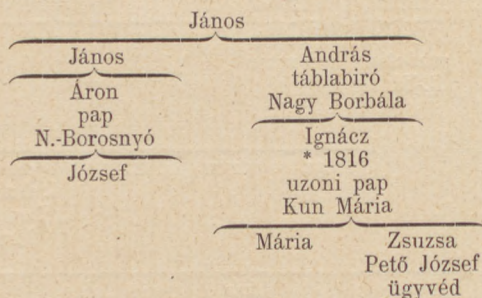 János
János
Áron
pap
N.-Borosnyó
József
András
táblabiró
Nagy Borbála
Ignácz
* 1816
uzoni pap
Kun Mária
Mária
Zsuzsa
Pető József
ügyvéd